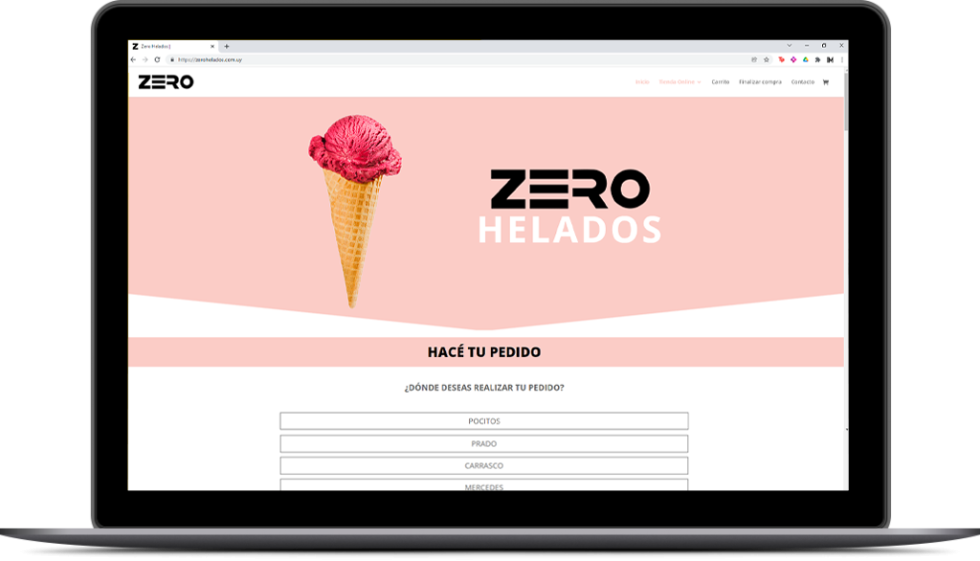 Zero Helados |
https://zerohelados.com.uy
ZERO
Inicio Tienda Online Carrito Finalizar compra Contacto
ZERO
HELADOS
HACÉ TU PEDIDO
¿DÓNDE DESEAS REALIZAR TU PEDIDO?
POCITOS
PRADO
CARRASCO
MERCEDES